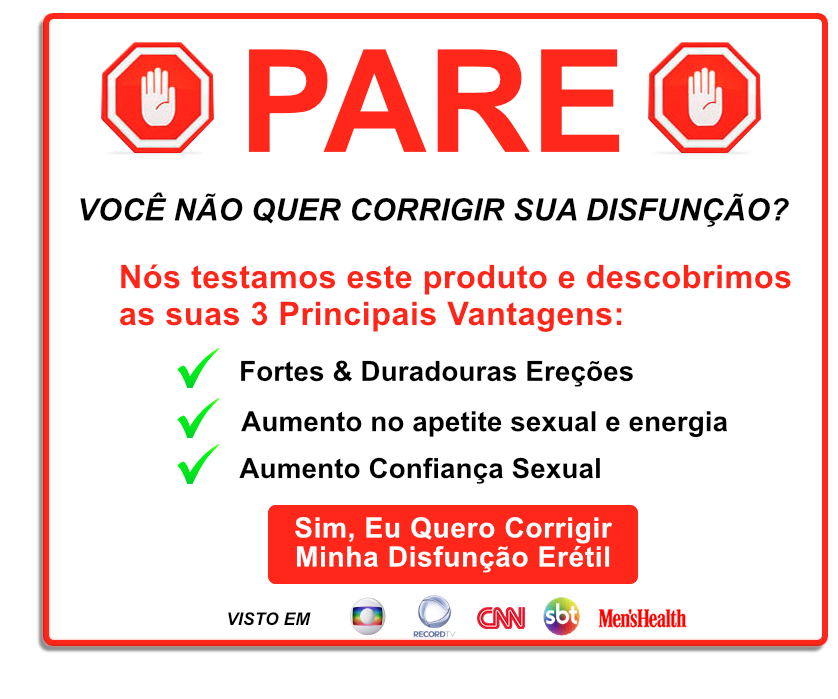 PARE
VOCÊ NÃO QUER CORRIGIR SUA DISFUNÇÃO?
Nós testamos este produto e descobrimos
as suas 3 Principais Vantagens:
Fortes & Duradouras Ereções
Aumento no apetite sexual e energia
Aumento Confiança Sexual
Sim, Eu Quero Corrigir
Minha Disfunção Erétil
VISTO EM RECORDTV CNN sbt Men'sHealth